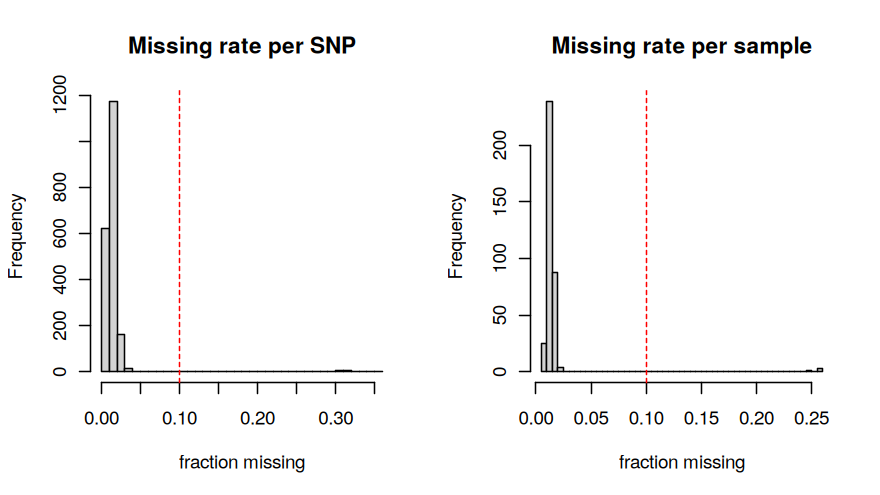 Missing rate per SNP
Frequency
0 200 400 600 800 1200
0.00 0.10 0.20 0.30
fraction missing
Missing rate per sample
Frequency
0 50 100 150 200
0.00 0.05 0.10 0.15 0.20 0.25
fraction missing